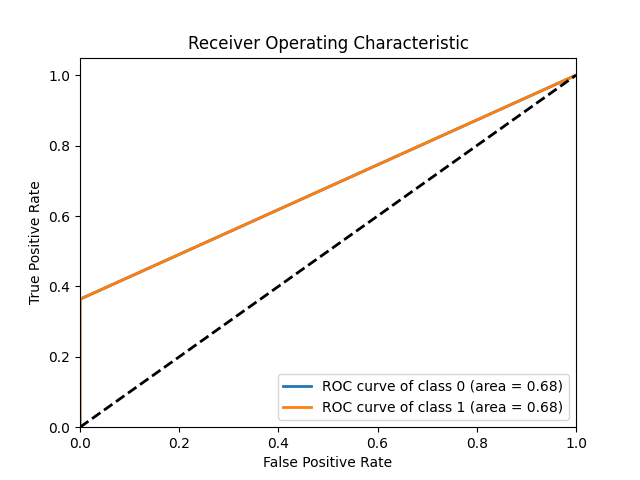 Receiver Operating Characteristic
1.0
0.8
0.6
0.4
0.2
0.0
True Positive Rate
0.0 0.2 0.4 0.6 0.8 1.0
False Positive Rate
ROC curve of class 0 (area = 0.68)
ROC curve of class 1 (area = 0.68)